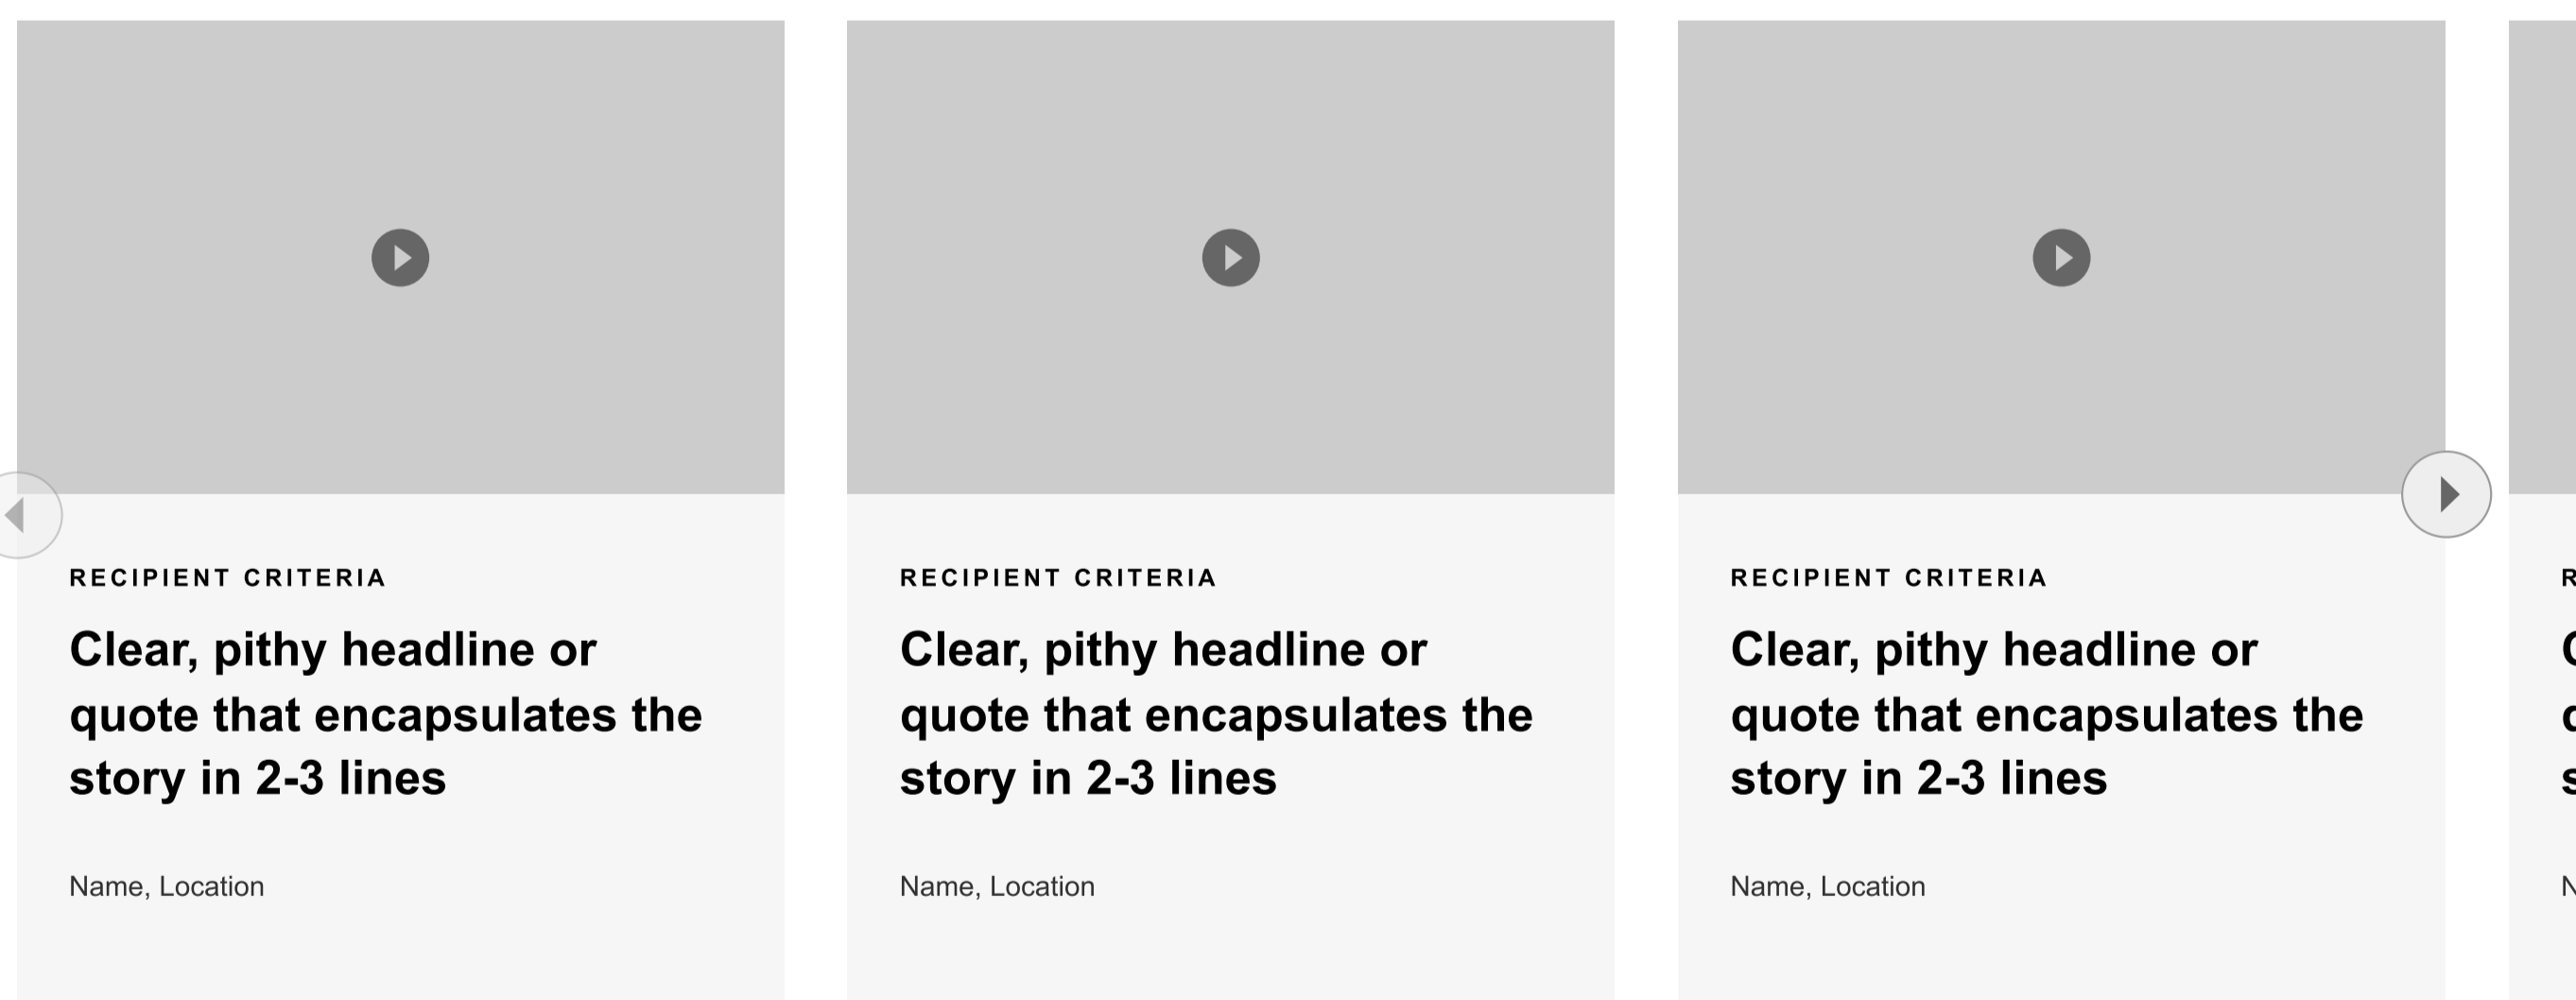 RECIPIENT CRITERIA
Clear, pithy headline or
quote that encapsulates the
story in 2-3 lines
Name, Location
RECIPIENT CRITERIA
Clear, pithy headline or
quote that encapsulates the
story in 2-3 lines
Name, Location
RECIPIENT CRITERIA
Clear, pithy headline or
quote that encapsulates the
story in 2-3 lines
Name, Location